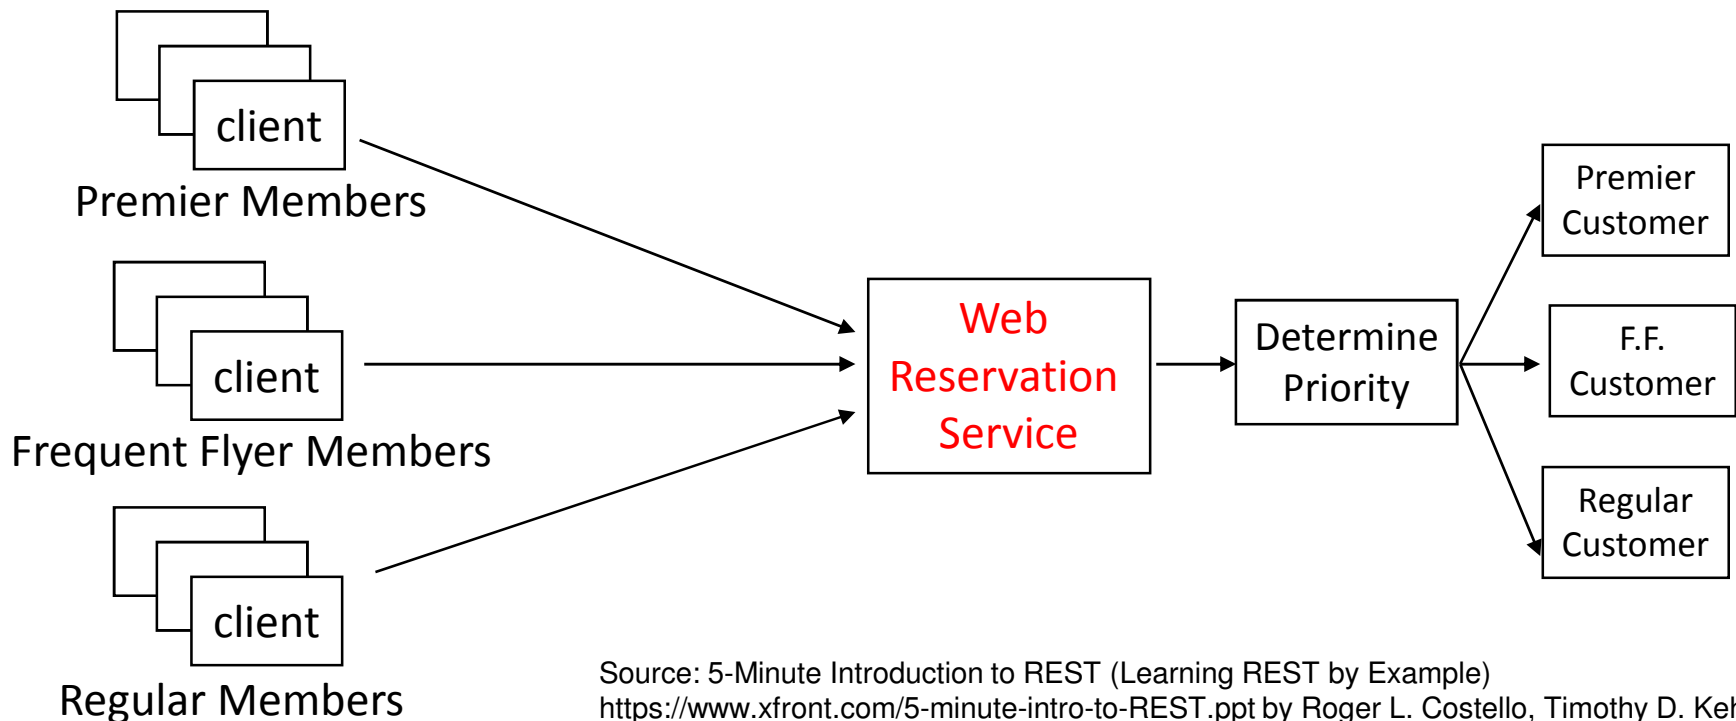 client
Premier Members
client
Frequent Flyer Members
client
Regular Members
Web
Reservation
Service
Determine
Priority
Premier
Customer
F.F.
Customer
Regular
Customer
Source: 5-Minute Introduction to REST (Learning REST by Example)
https://www.xfront.com/5-minute-intro-to-REST.ppt by Roger L. Costello, Timothy D. Kei